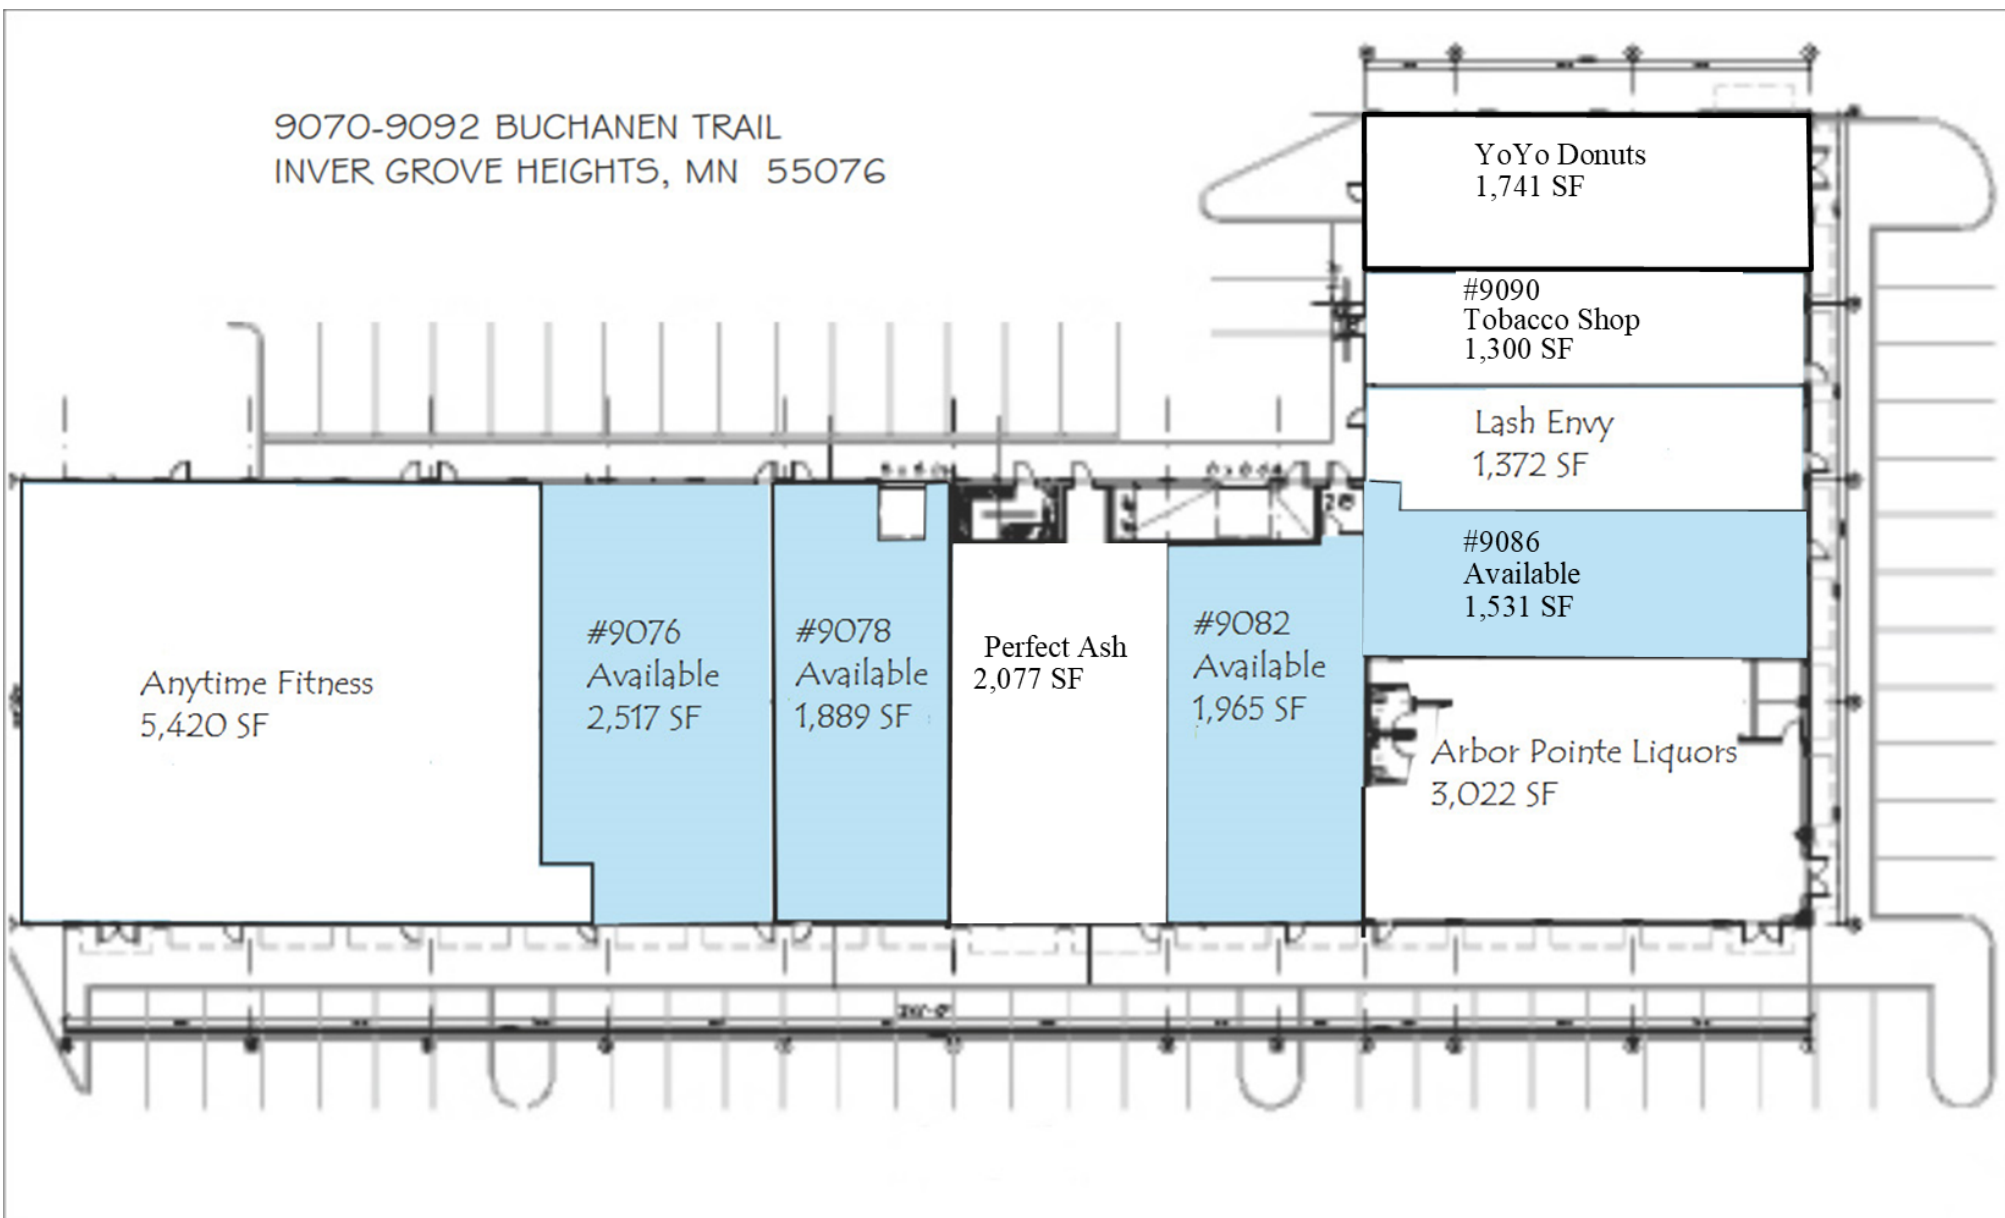 9070-9092 BUCHANEN TRAIL
INVER GROVE HEIGHTS, MN 55076
YoYo Donuts
1,741 SF
#9090
Tobacco Shop
1,300 SF
Lash Envy
1,372 SF
#9086
Available
1,531 SF
Anytime Fitness
5,420 SF
#9076
Available
2,517 SF
#9078
Available
1,889 SF
Perfect Ash
2,077 SF
#9082
Available
1,965 SF
Arbor Pointe Liquors
3,022 SF